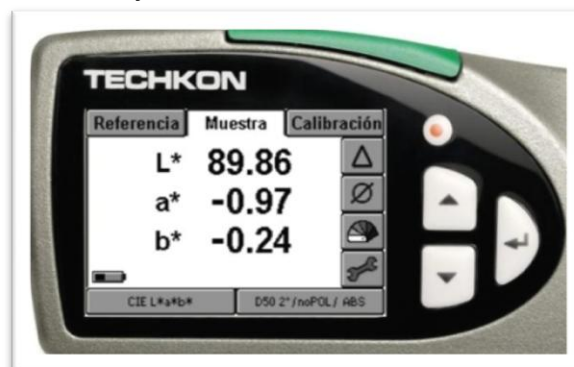 TECHKON
Referencia Muestra Calibración
L* 89.86
a* -0.97
b* -0.24
CIE L*a*b* D50 2°/noPOL/ ABS